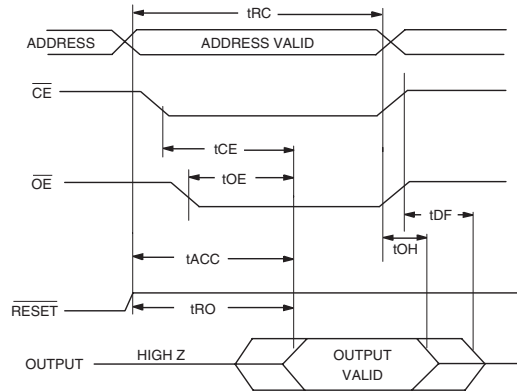 tRC
ADDRESS ADDRESS VALID
CE
tCE
OE tOE
tDF
tOH
tACC
RESET tRO
OUTPUT HIGH Z OUTPUT
VALID